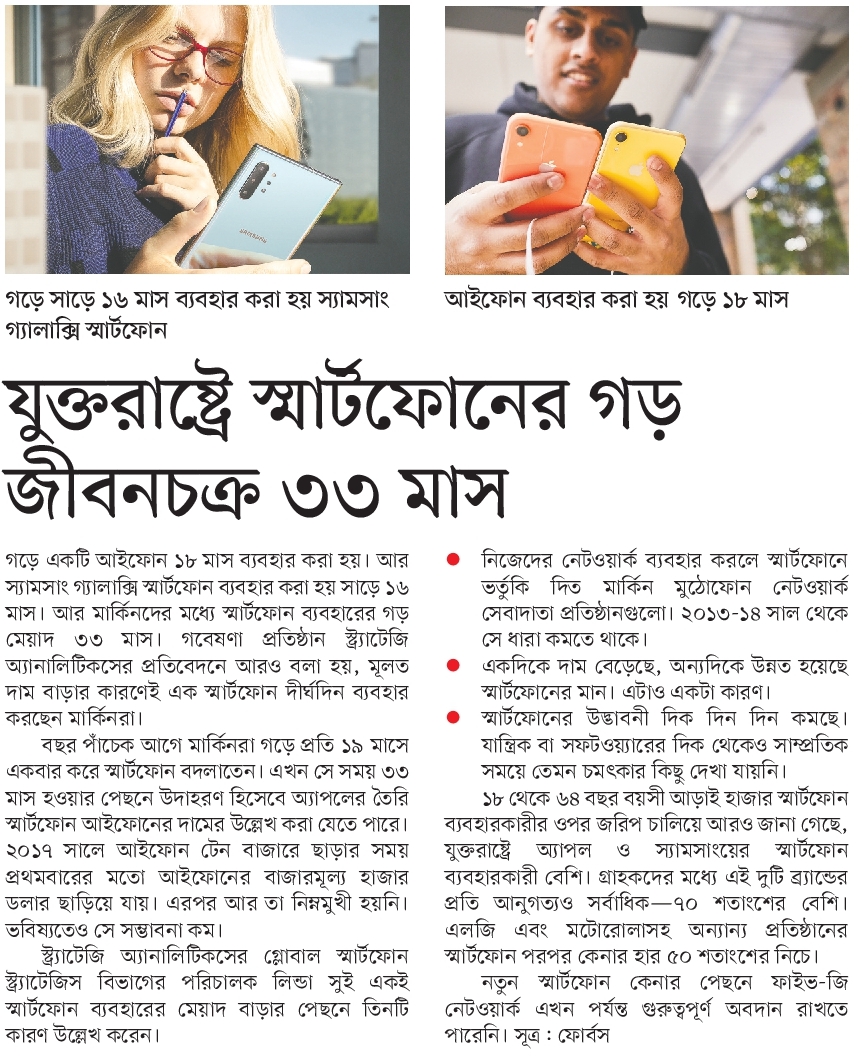 SAMSUNG
গড়ে সাড়ে ১৬ মাস ব্যবহার করা হয় স্যামসাং
গ্যালাক্সি স্মার্টফোন
আইফোন ব্যবহার করা হয় গড়ে ১৮ মাস
যুক্তরাষ্ট্রে স্মার্টফোনের গড়
জীবনচক্র ৩৩ মাস
গড়ে একটি আইফোন ১৮ মাস ব্যবহার করা হয়। আর
স্যামসাং গ্যালাক্সি স্মার্টফোন ব্যবহার করা হয় সাড়ে ১৬
মাস। আর মার্কিনদের মধ্যে স্মার্টফোন ব্যবহারের গড়
মেয়াদ ৩৩ মাস। গবেষণা প্রতিষ্ঠান স্ট্র্যাটেজি
অ্যানালিটিকসের প্রতিবেদনে আরও বলা হয়, মূলত
দাম বাড়ার কারণেই এক স্মার্টফোন দীর্ঘদিন ব্যবহার
করছেন মার্কিনরা।
বছর পাঁচেক আগে মার্কিনরা গড়ে প্রতি ১৯ মাসে
একবার করে স্মার্টফোন বদলাতেন। এখন সে সময় ৩৩
মাস হওয়ার পেছনে উদাহরণ হিসেবে অ্যাপলের তৈরি
স্মার্টফোন আইফোনের দামের উল্লেখ করা যেতে পারে।
২০১৭ সালে আইফোন টেন বাজারে ছাড়ার সময়
প্রথমবারের মতো আইফোনের বাজারমূল্য হাজার
ডলার ছাড়িয়ে যায়। এরপর আর তা নিম্নমুখী হয়নি।
ভবিষ্যতেও সে সম্ভাবনা কম।
স্ট্র্যাটেজি অ্যানালিটিকসের গ্লোবাল স্মার্টফোন
স্ট্র্যাটেজিস বিভাগের পরিচালক লিন্ডা সুই একই
স্মার্টফোন ব্যবহারের মেয়াদ বাড়ার পেছনে তিনটি
কারণ উল্লেখ করেন।
● নিজেদের নেটওয়ার্ক ব্যবহার করলে স্মার্টফোনে
ভর্তুকি দিত মার্কিন মুঠোফোন নেটওয়ার্ক
সেবাদাতা প্রতিষ্ঠানগুলো। ২০১৩-১৪ সাল থেকে
সে ধারা কমতে থাকে।
● একদিকে দাম বেড়েছে, অন্যদিকে উন্নত হয়েছে
স্মার্টফোনের মান। এটাও একটা কারণ।
● স্মার্টফোনের উদ্ভাবনী দিক দিন দিন কমছে।
যান্ত্রিক বা সফটওয়্যারের দিক থেকেও সাম্প্রতিক
সময়ে তেমন চমৎকার কিছু দেখা যায়নি।
১৮ থেকে ৬৪ বছর বয়সী আড়াই হাজার স্মার্টফোন
ব্যবহারকারীর ওপর জরিপ চালিয়ে আরও জানা গেছে,
যুক্তরাষ্ট্রে অ্যাপল ও স্যামসাংয়ের স্মার্টফোন
ব্যবহারকারী বেশি। গ্রাহকদের মধ্যে এই দুটি ব্র্যান্ডের
প্রতি আনুগত্যও সর্বাধিক—৭০ শতাংশের বেশি।
এলজি এবং মটোরোলাসহ অন্যান্য প্রতিষ্ঠানের
স্মার্টফোন পরপর কেনার হার ৫০ শতাংশের নিচে।
নতুন স্মার্টফোন কেনার পেছনে ফাইভ-জি
নেটওয়ার্ক এখন পর্যন্ত গুরুত্বপূর্ণ অবদান রাখতে
পারেনি। সূত্র : ফোর্বস